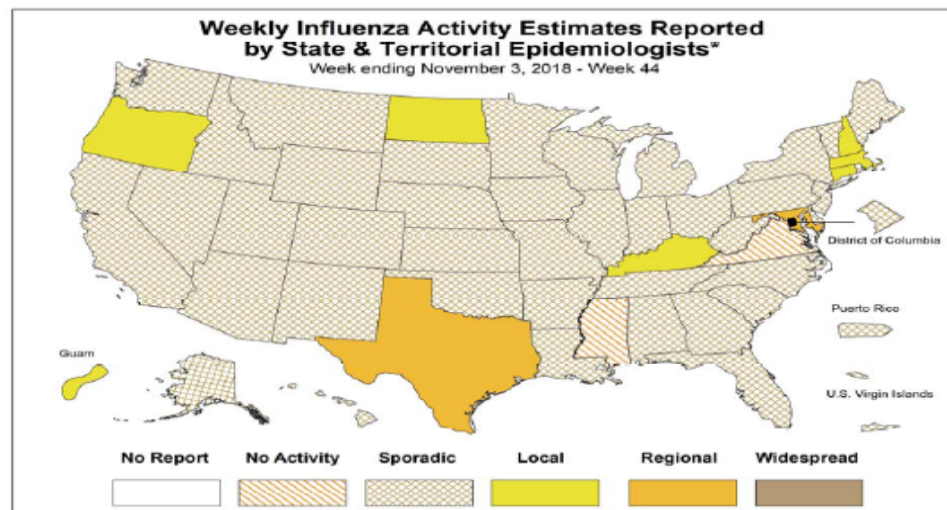 Weekly Influenza Activity Estimates Reported
by State & Territorial Epidemiologists*
Week ending November 3, 2018 - Week 44
District of Columbia
Puerto Rico
Guam
U.S. Virgin Islands
No Report No Activity Sporadic Local Regional Widespread